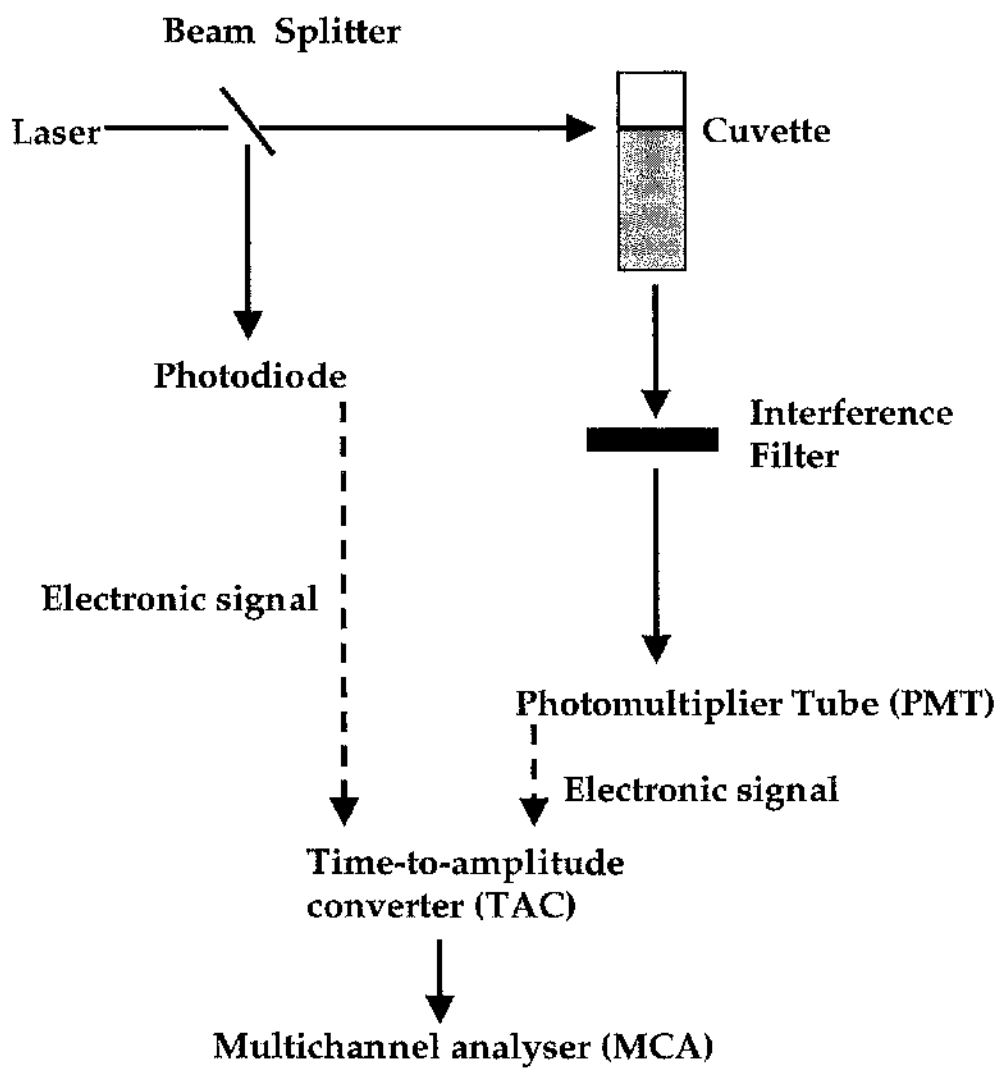 Beam Splitter
Laser
Cuvette
Photodiode
Interference
Filter
Electronic signal
Photomultiplier Tube (PMT)
Electronic signal
Time-to-amplitude
converter (TAC)
Multichannel analyser (MCA)